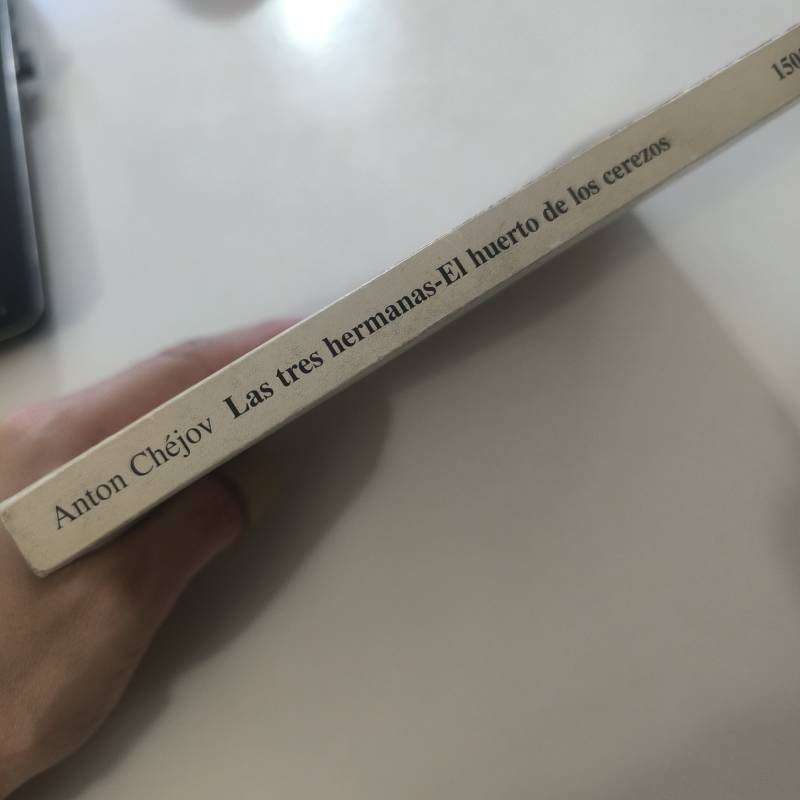 Anton Chéjov Las tres hermanas-El huerto de los cerezos